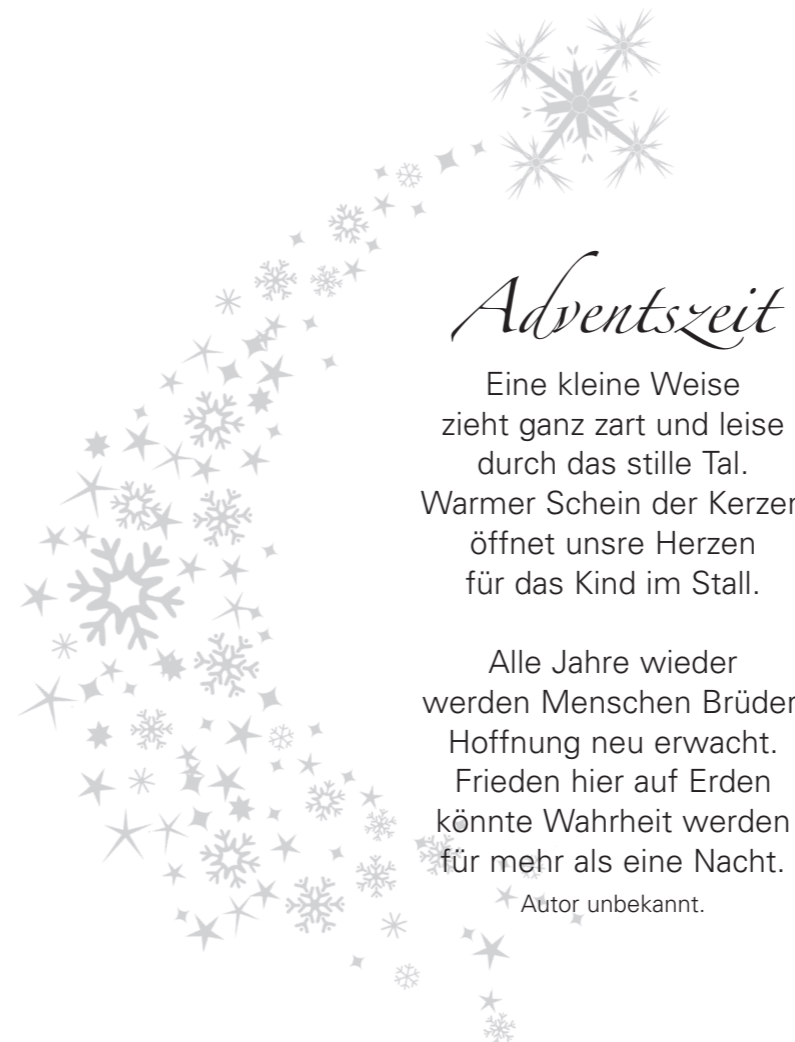 Adventszeit
Eine kleine Weise
zieht ganz zart und leise
durch das stille Tal.
Warmer Schein der Kerzen
öffnet unsre Herzen
für das Kind im Stall.
Alle Jahre wieder
werden Menschen Brüder
Hoffnung neu erwacht.
Frieden hier auf Erden
könnte Wahrheit werden
für mehr als eine Nacht.
Autor unbekannt.